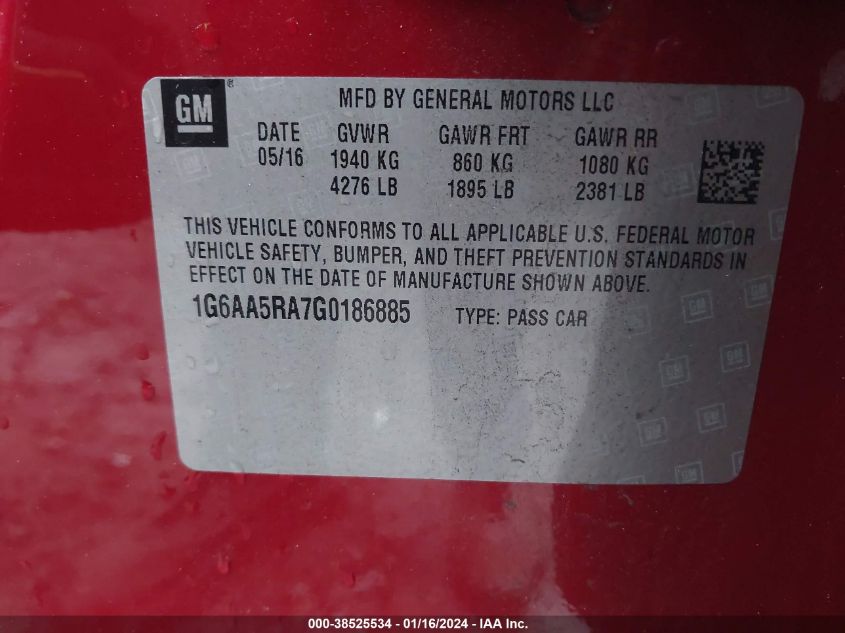 GM ®
MFD BY GENERAL MOTORS LLC
DATE GVWR GAWR FRT GAWR RR
05/16 1940 KG 860 KG 1080 KG
4276 LB 1895 LB 2381 LB
THIS VEHICLE CONFORMS TO ALL APPLICABLE U.S. FEDERAL MOTOR
VEHICLE SAFETY, BUMPER, AND THEFT PREVENTION STANDARDS IN
EFFECT ON THE DATE OF MANUFACTURE SHOWN ABOVE.
1G6AA5RA7G0186885 TYPE: PASS CAR
000-38525534 - 01/16/2024 - IAA Inc.